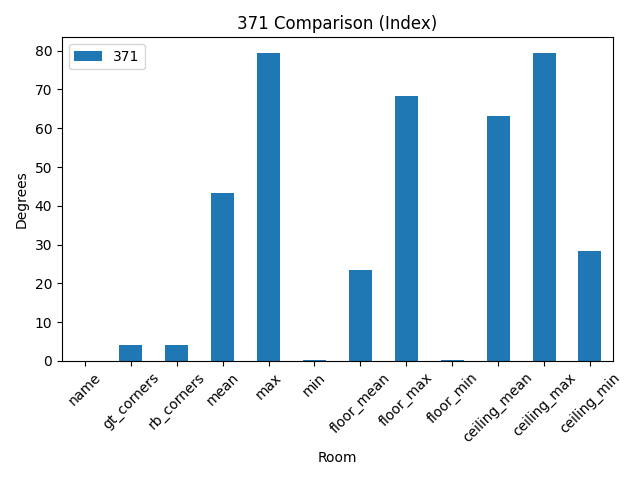 371 Comparison (Index)
371
Degrees
80
70
60
50
40
30
20
10
0
name
gt_corners
rb_corners
mean
max
min
floor_mean
floor_max
floor_min
ceiling_mean
ceiling_max
ceiling_min
Room